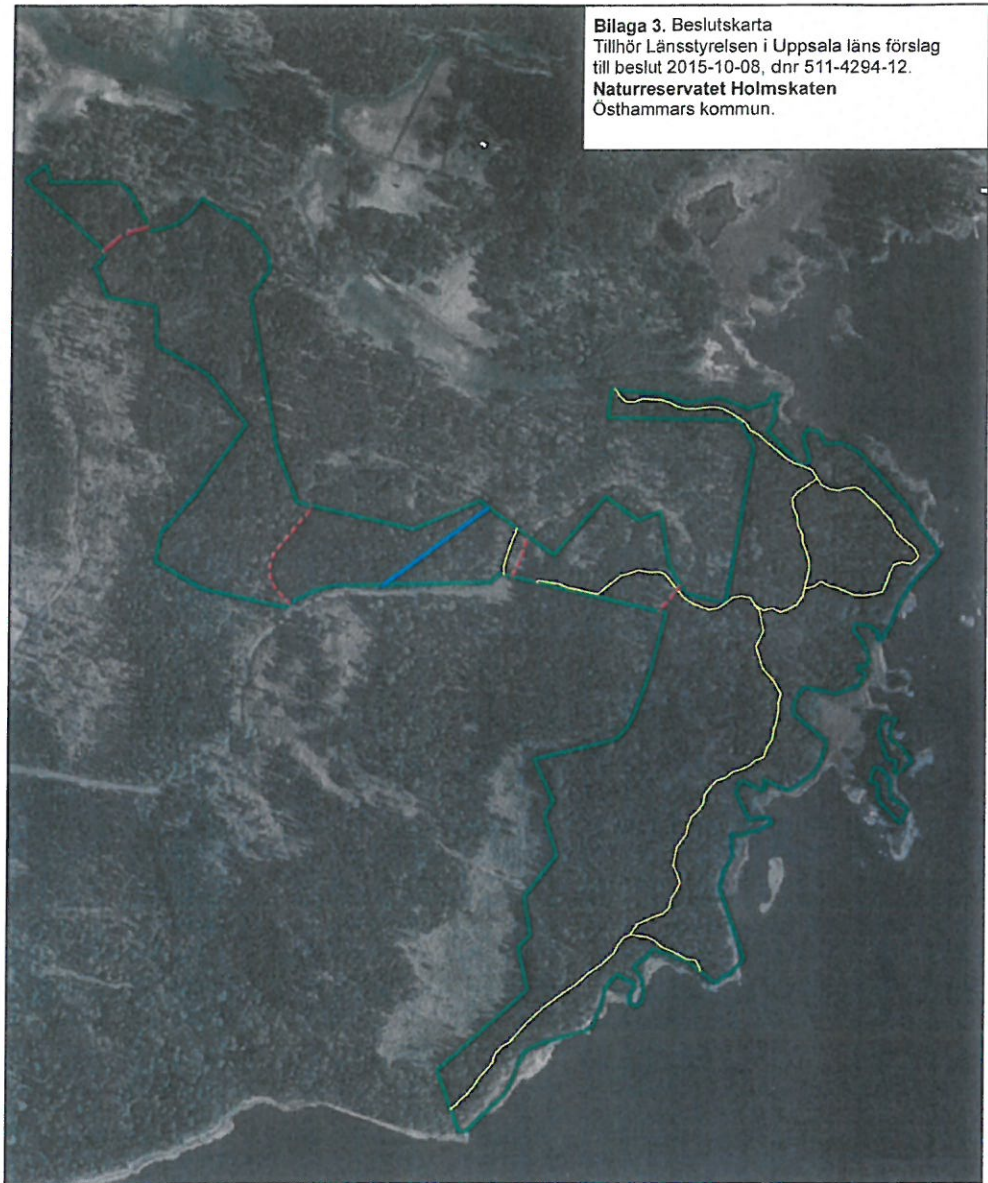 Bilaga 3. Beslutskarta
Tillhör Länsstyrelsen i Uppsala läns förslag
till beslut 2015-10-08, dnr 511-4294-12.
Naturreservatet Holmskaten
Östhammars kommun.